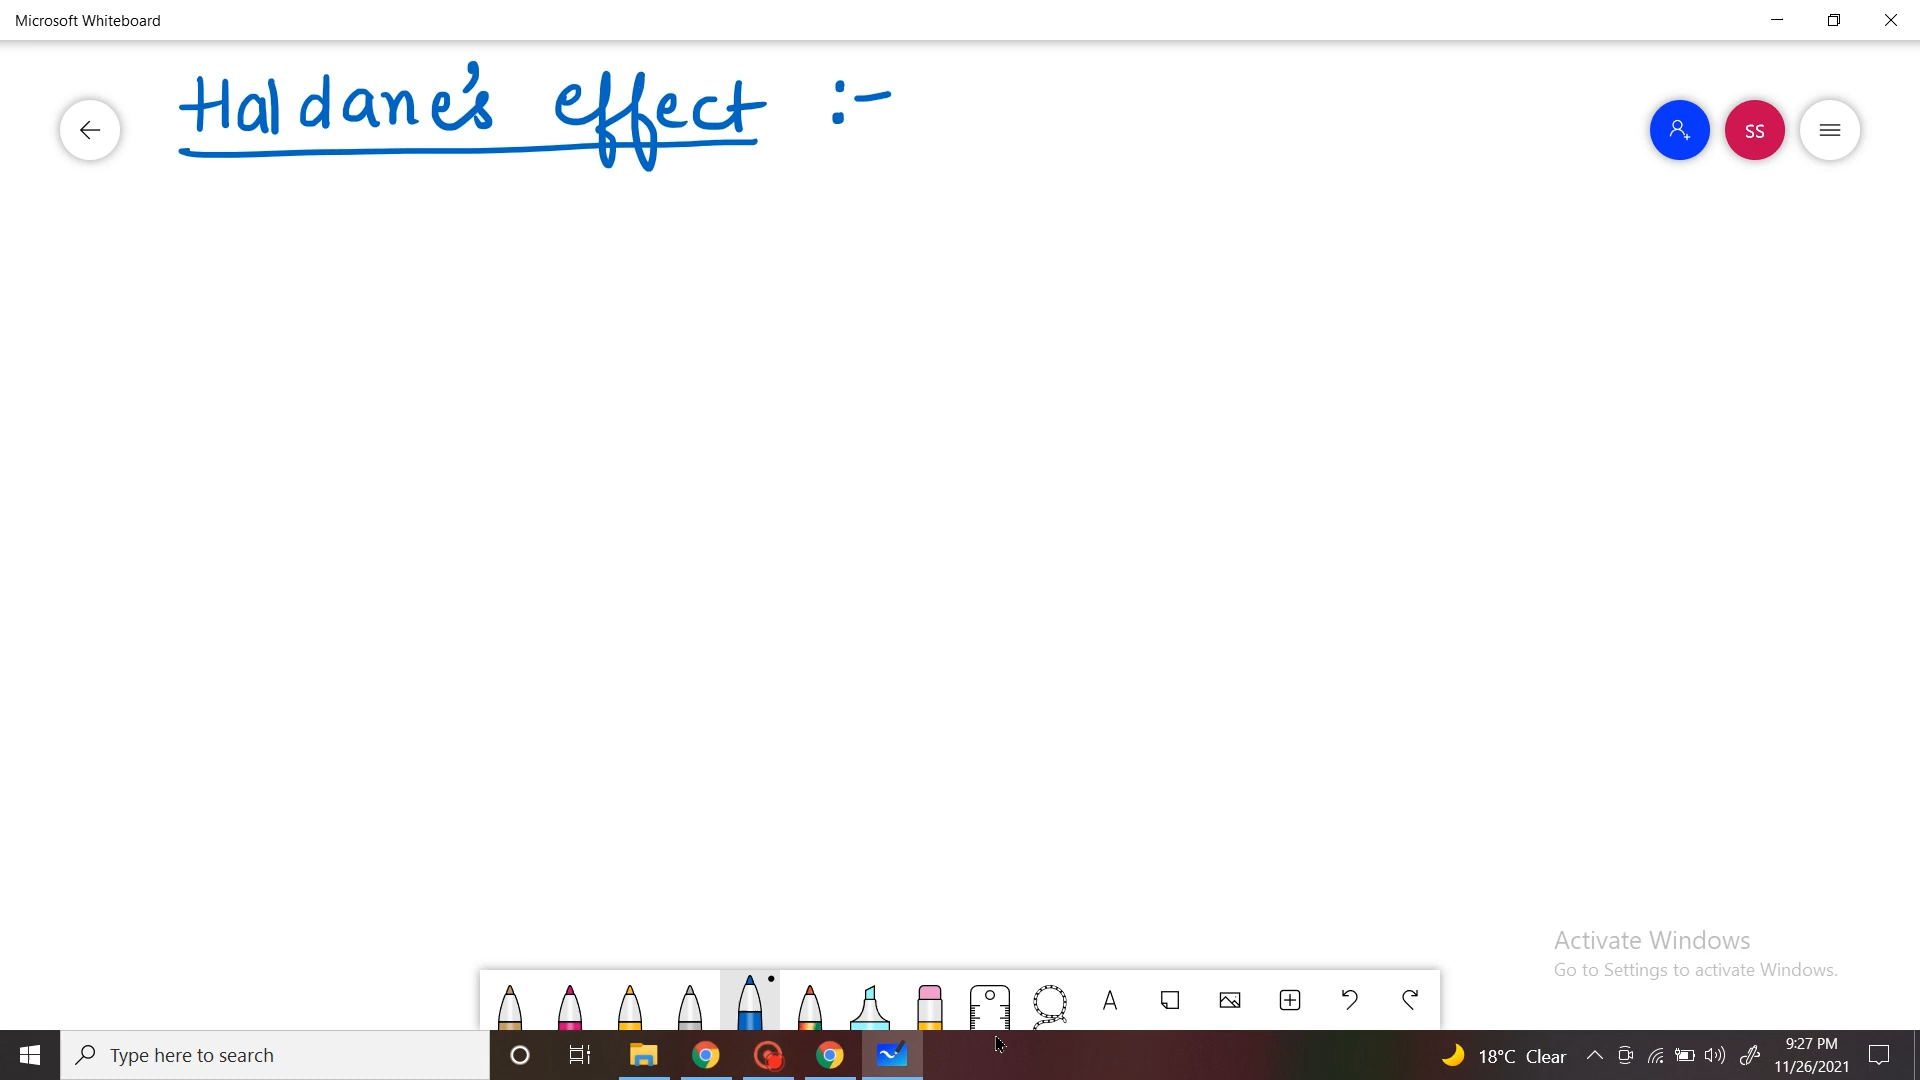 Microsoft Whiteboard
Haldane's effect :-
SS
Activate Windows
Go to Settings to activate Windows.
A
Type here to search
18°C Clear
9:27 PM
11/26/2021